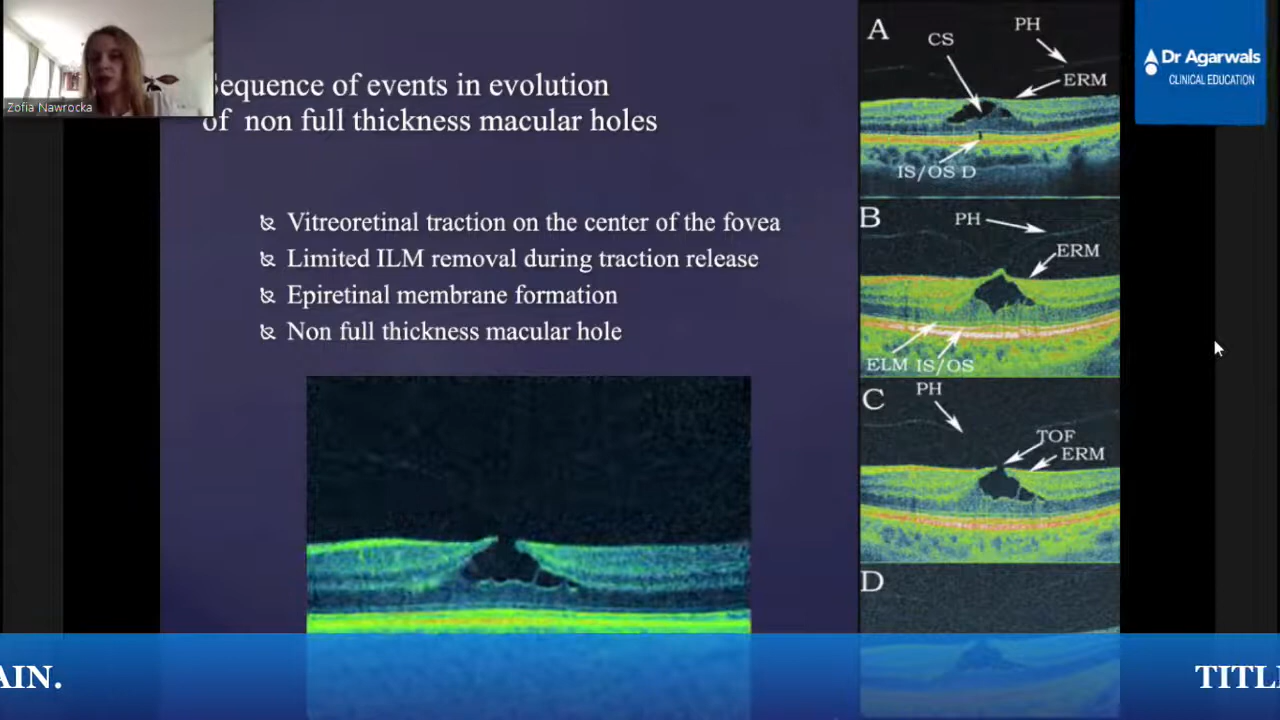 Zofia Nawrocka
Sequence of events in evolution
of non full thickness macular holes
Vitreoretinal traction on the center of the fovea
Limited ILM removal during traction release
Epiretinal membrane formation
Non full thickness macular hole
A
CS
PH
ERM
IS/OS D
B
PH
ERM
ELM IS/OS
C
PH
TOF
ERM
D
Dr Agarwals
CLINICAL EDUCATION
AIN.
TITL